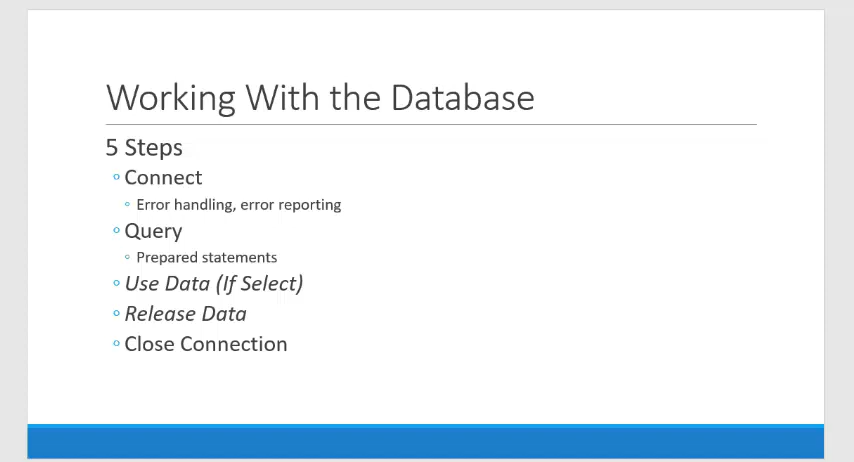 Working With the Database
5 Steps
Connect
Error handling, error reporting
Query
Prepared statements
Use Data (If Select)
Release Data
Close Connection